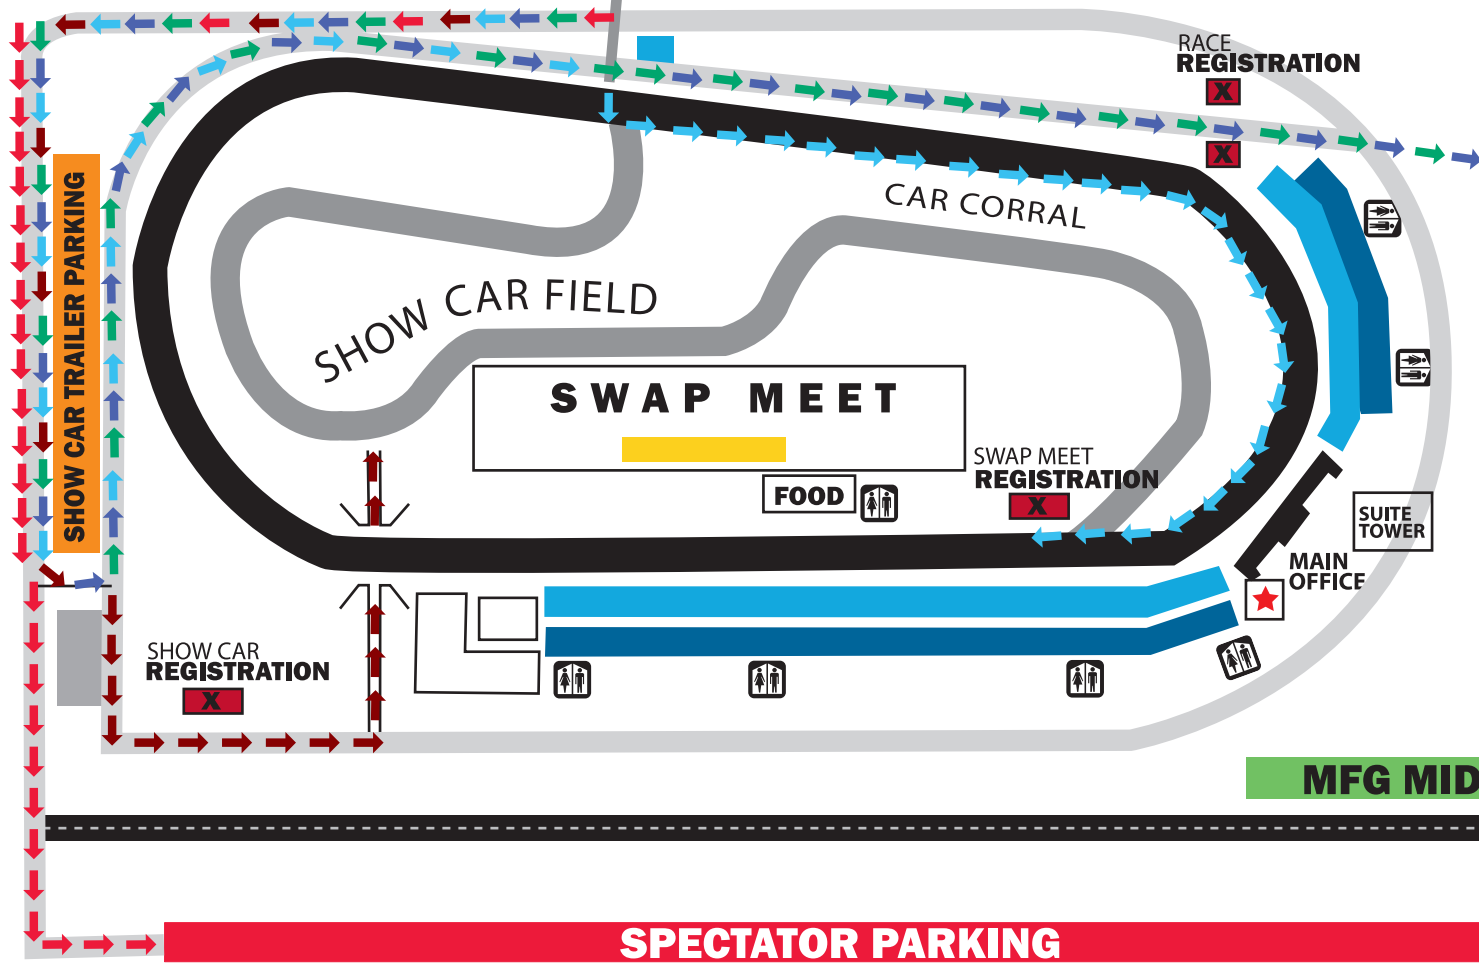 RACE
REGISTRATION
X
X
CAR CORRAL
SHOW CAR FIELD
SHOW CAR TRAILER PARKING
SWAP MEET
SWAP MEET
REGISTRATION
X
FOOD
SUITE
TOWER
MAIN
OFFICE
SHOW CAR
REGISTRATION
X
MFG MID
SPECTATOR PARKING